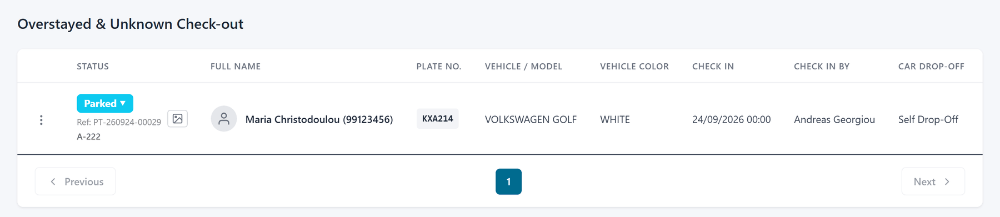 Overstayed & Unknown Check-out
STATUS FULL NAME PLATE NO. VEHICLE / MODEL VEHICLE COLOR CHECK IN CHECK IN BY CAR DROP-OFF
Parked ▼
Ref: PT-260924-00029
A-222
Maria Christodoulou (99123456) KXA214 VOLKSWAGEN GOLF WHITE 24/09/2026 00:00 Andreas Georgiou Self Drop-Off
Previous 1 Next